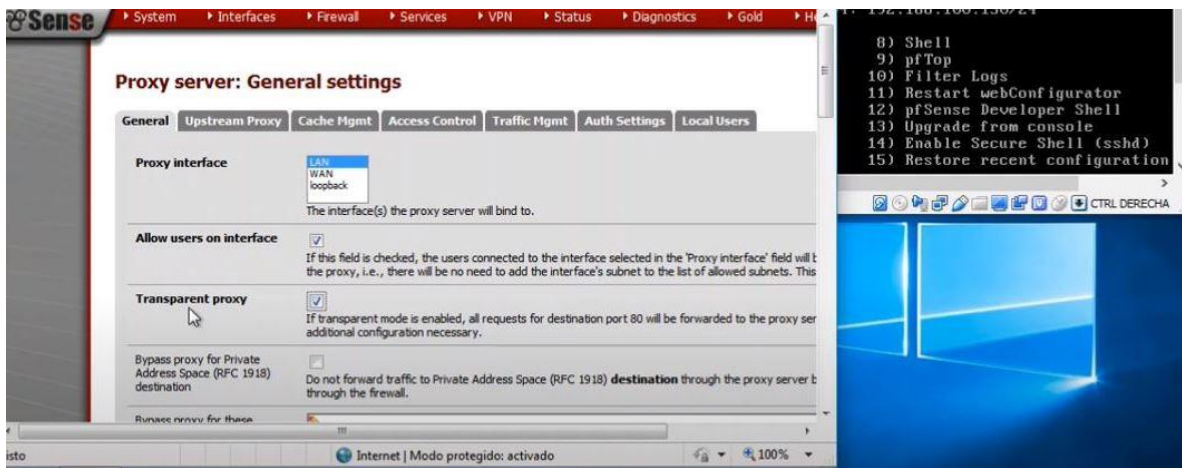 Sense
System Interfaces Firewall Services VPN Status Diagnostics Gold
Proxy server: General settings
General Upstream Proxy Cache Mgmt Access Control Traffic Mgmt Auth Settings Local Users
Proxy interface
LAN
WAN
loopback
The interface(s) the proxy server will bind to.
Allow users on interface
If this field is checked, the users connected to the interface selected in the 'Proxy interface' field will b
the proxy, i.e., there will be no need to add the interface's subnet to the list of allowed subnets. This
Transparent proxy
If transparent mode is enabled, all requests for destination port 80 will be forwarded to the proxy ser
additional configuration necessary.
Bypass proxy for Private
Address Space (RFC 1918)
destination
Do not forward traffic to Private Address Space (RFC 1918) destination through the proxy server b
through the firewall.
Bypass proxy for these
isto
Internet | Modo protegido: activado
100%
8) Shell
9) pfTop
10) Filter Logs
11) Restart webConfigurator
12) pfSense Developer Shell
13) Upgrade from console
14) Enable Secure Shell (sshd)
15) Restore recent configuration
CTRL DERECHA